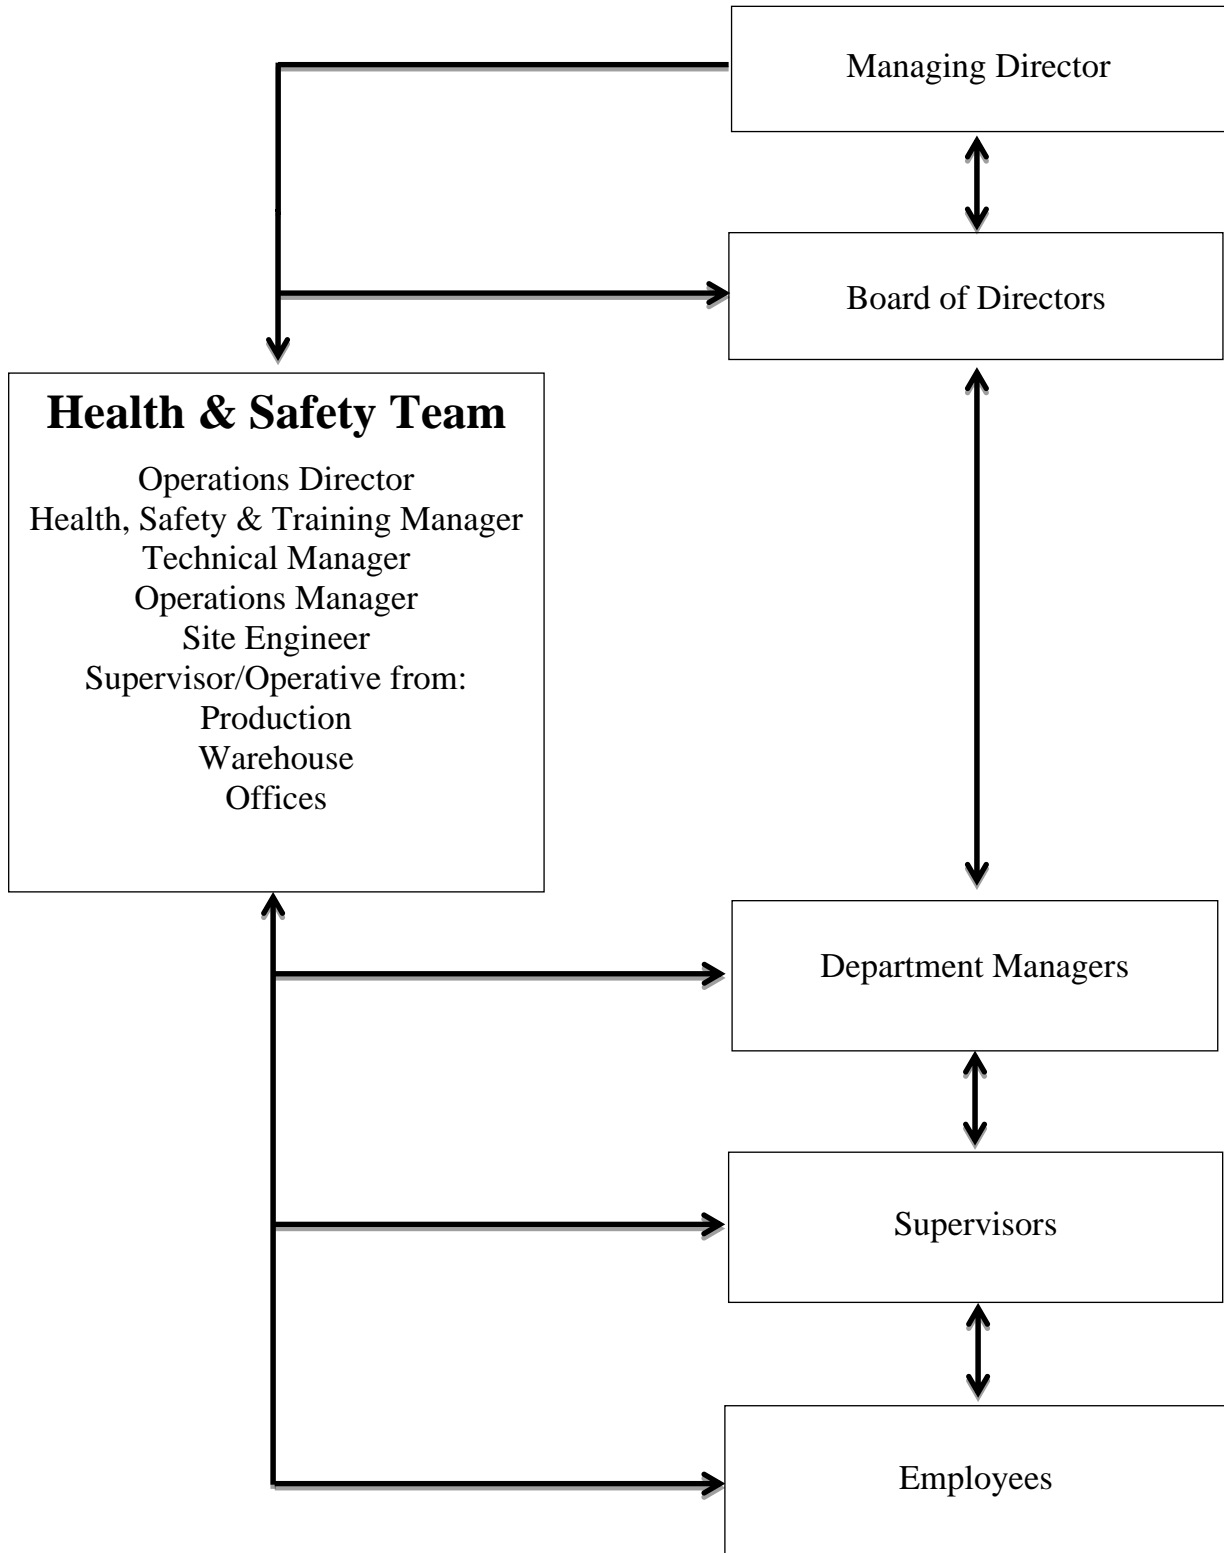 Managing Director
Board of Directors
Health & Safety Team
Operations Director
Health, Safety & Training Manager
Technical Manager
Operations Manager
Site Engineer
Supervisor/Operative from:
Production
Warehouse
Offices
Department Managers
Supervisors
Employees